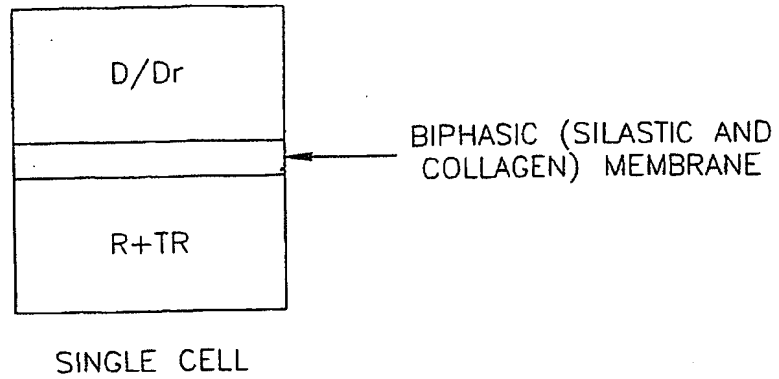 D/Dr
BIPHASIC (SILASTIC AND
COLLAGEN) MEMBRANE
R+TR
SINGLE CELL